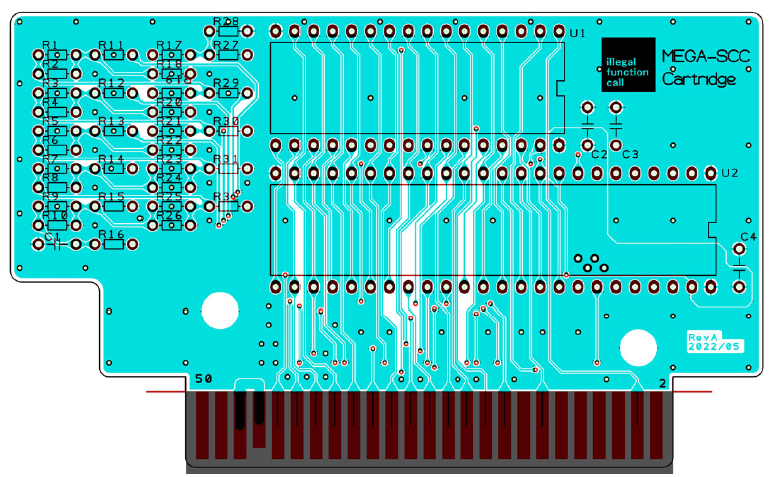 R28
U1
R1
R11
R17
R27
illegal
function
call
MEGA-SCC
Cartridge
R2
R18
R3
R12
R19
R29
R4
R20
R5
R13
R21
R30
R6
R22
C2
C3
R7
R14
R23
R31
U2
R8
R24
R9
R15
R25
R10
R26
C1
R16
C4
RevA
2022/05
50
2